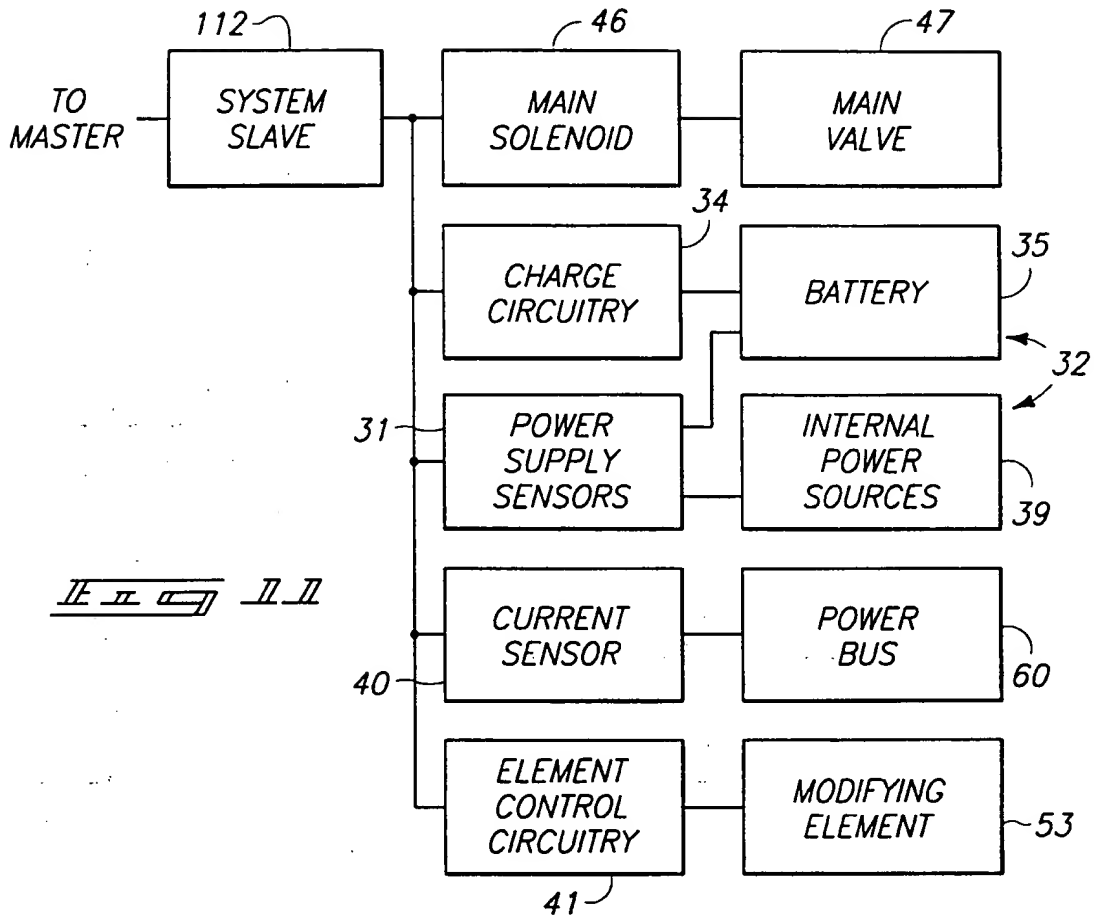 112
46
47
TO
MASTER
SYSTEM
SLAVE
MAIN
SOLENOID
MAIN
VALVE
34
35
CHARGE
CIRCUITRY
BATTERY
32
31
POWER
SUPPLY
SENSORS
INTERNAL
POWER
SOURCES
39
Fig 11
CURRENT
SENSOR
POWER
BUS
40
60
ELEMENT
CONTROL
CIRCUITRY
MODIFYING
ELEMENT
53
41